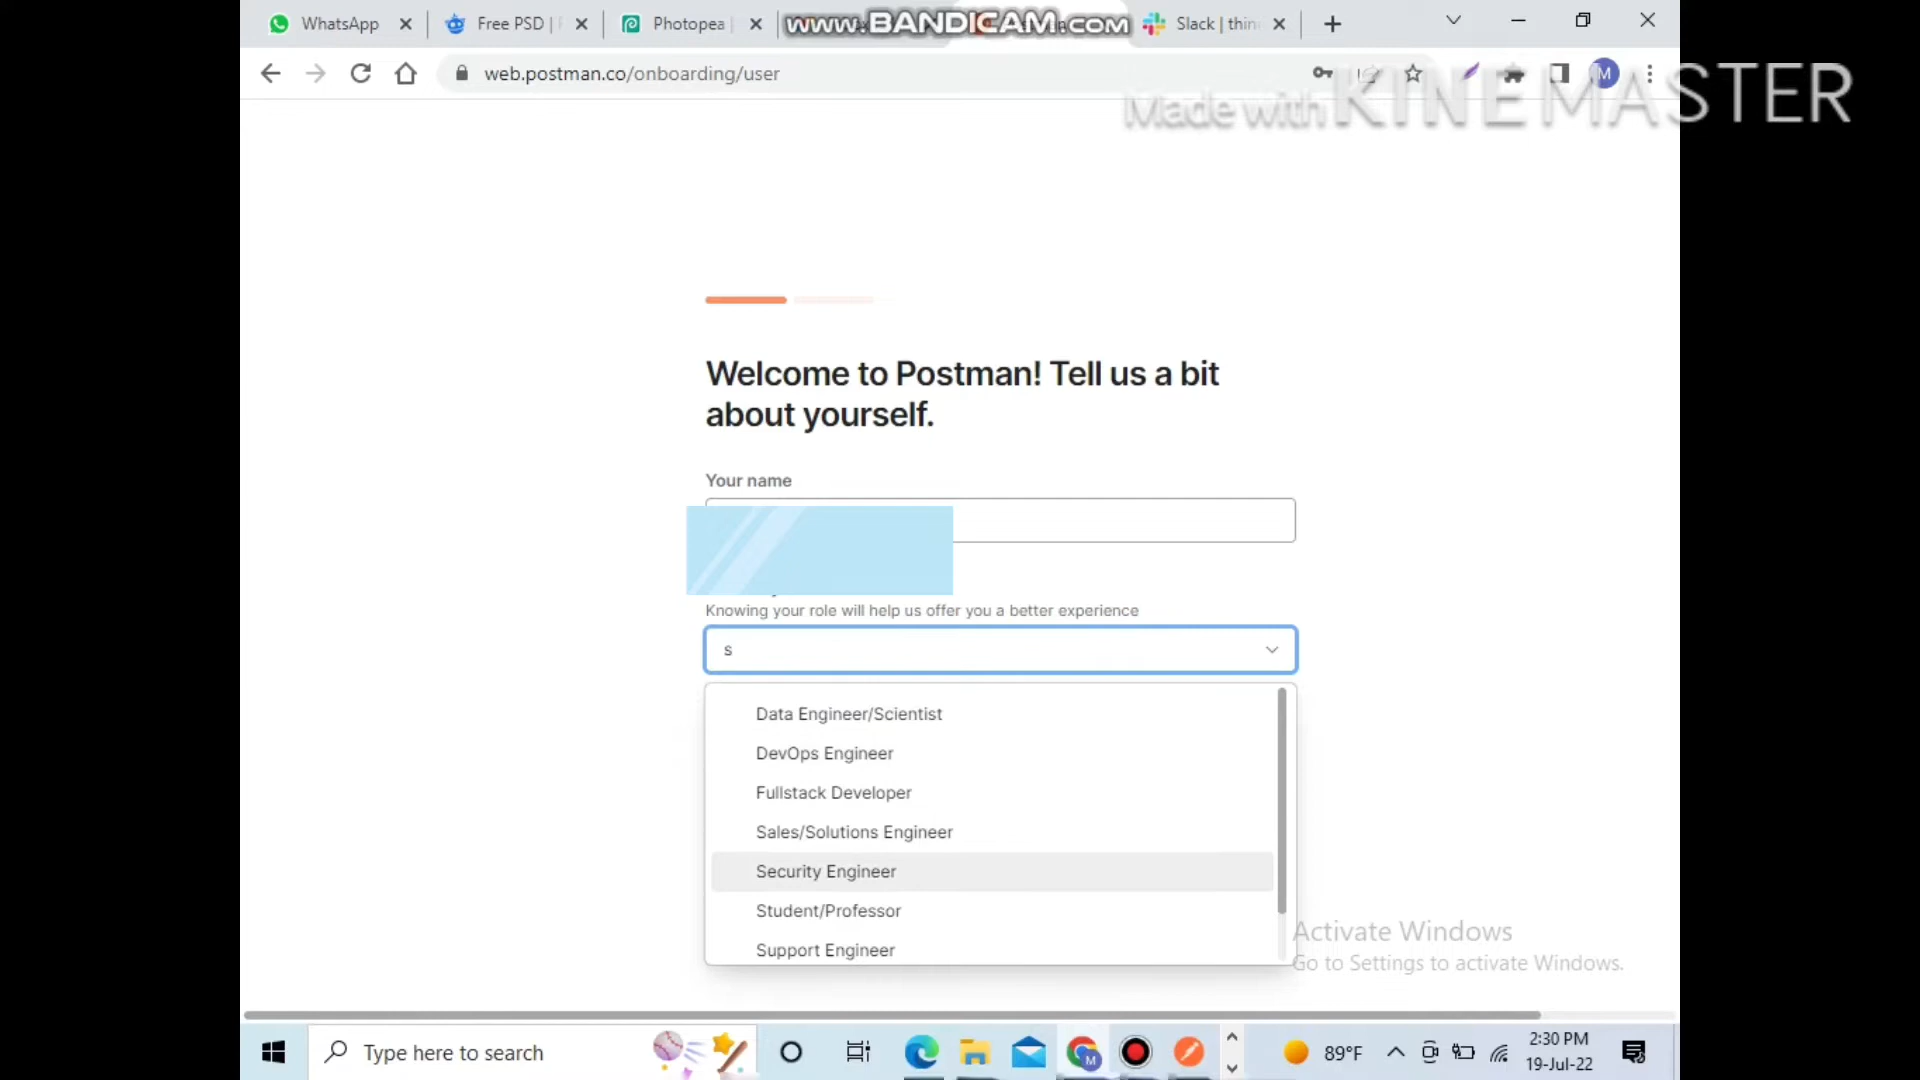 WhatsApp
Free PSD |
Photopea
www.BANDICAM.com
Slack | thin
web.postman.co/onboarding/user
M
Made with KINEMASTER
Welcome to Postman! Tell us a bit
about yourself.
Your name
Knowing your role will help us offer you a better experience
s
Data Engineer/Scientist
DevOps Engineer
Fullstack Developer
Sales/Solutions Engineer
Security Engineer
Student/Professor
Support Engineer
Activate Windows
Go to Settings to activate Windows.
Type here to search
M
89°F
2:30 PM
19-Jul-22